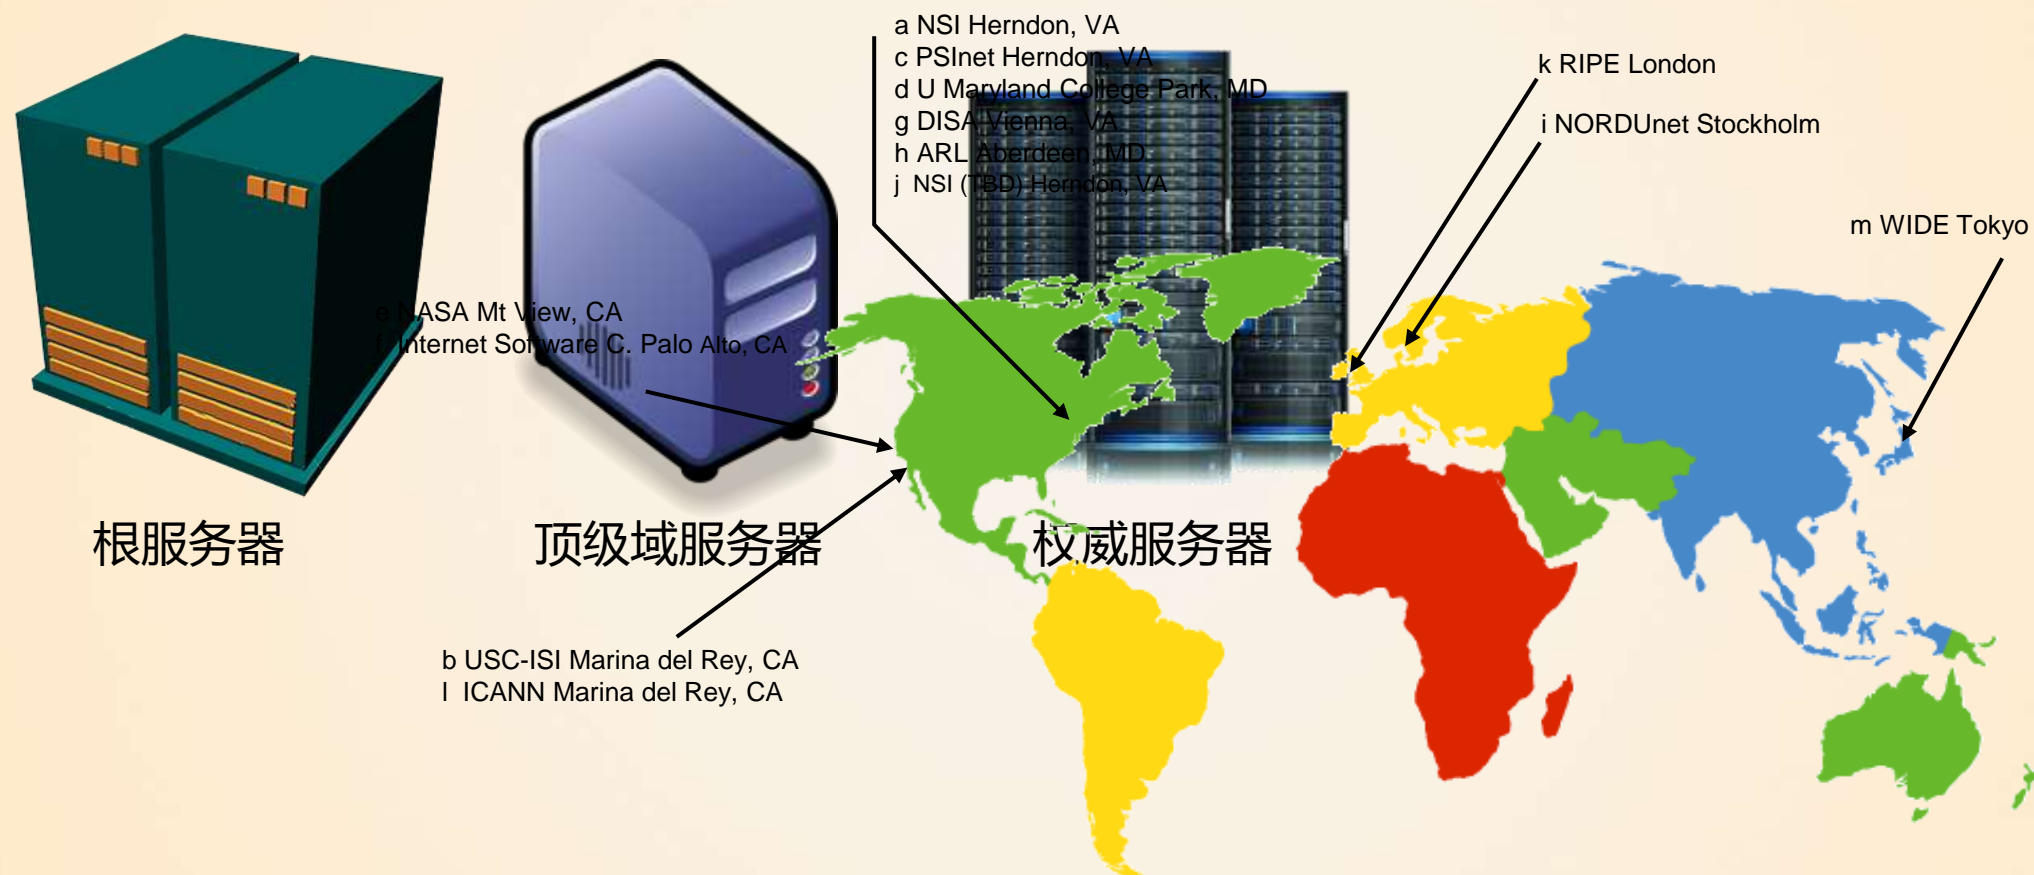 a NSI Herndon, VA
c PSInet Herndon, VA
d U Maryland College Park, MD
g DISA Vienna, VA
h ARL Aberdeen, MD
j NSI (TBD) Herndon, VA
k RIPE London
i NORDUnet Stockholm
m WIDE Tokyo
e NASA Mt View, CA
f Internet Software C. Palo Alto, CA
根服务器
顶级域服务器
权威服务器
b USC-ISI Marina del Rey, CA
l ICANN Marina del Rey, CA